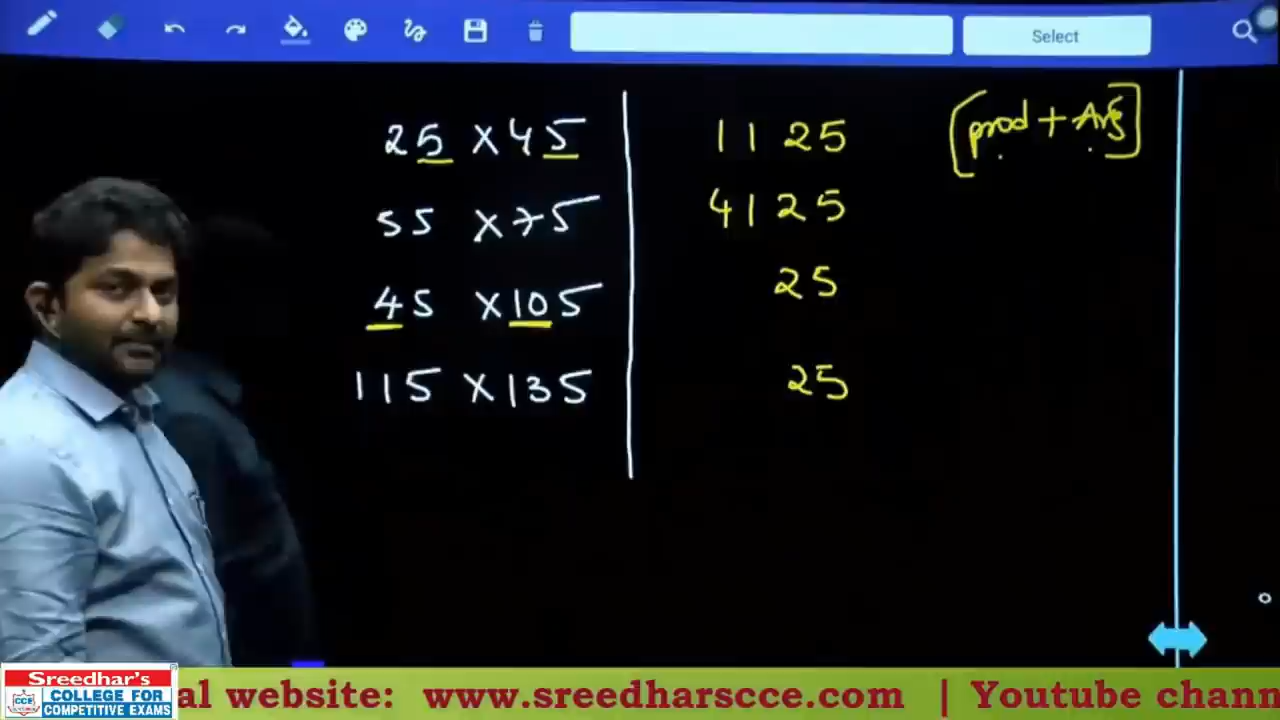 Select
25 × 45 1125 [prod + Avg]
55 × 75 4125
45 × 105 25
115 × 135 25
Sreedhar's
COLLEGE FOR
CCE
COMPETITIVE EXAMS
al website: www.sreedharscce.com | Youtube chann